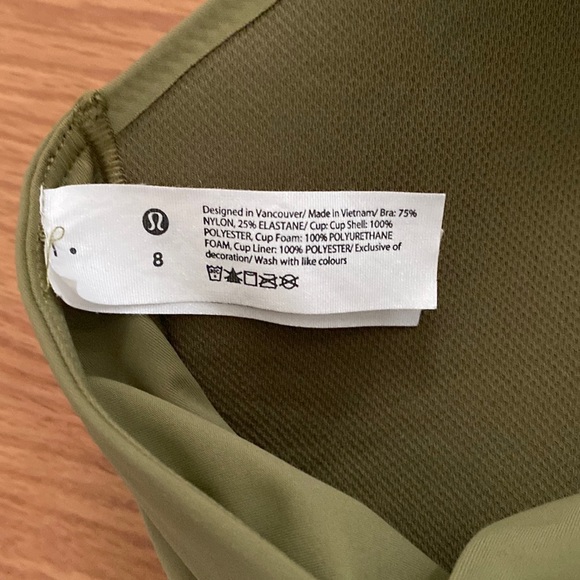 8
Designed in Vancouver/ Made in Vietnam/ Bra: 75%
NYLON, 25% ELASTANE/ Cup: Cup Shell: 100%
POLYESTER, Cup Foam: 100% POLYURETHANE
FOAM, Cup Liner: 100% POLYESTER/ Exclusive of
decoration/ Wash with like colours